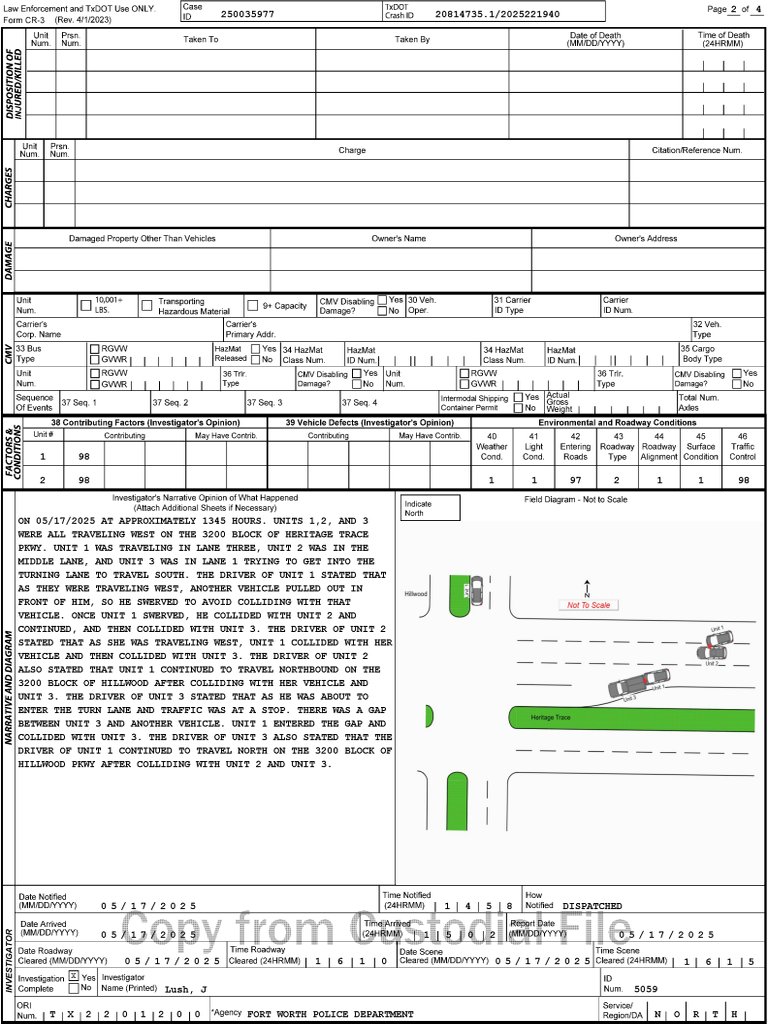 Law Enforcement and TxDOT Use ONLY.
Form CR-3 (Rev. 4/1/2023)
Case ID 250035977
TxDOT Crash ID 20814735.1/2025221940
Page 2 of 4
DISPOSITION OF INJURED/KILLED
Unit Num. Prsn. Num. Taken To Taken By Date of Death (MM/DD/YYYY) Time of Death (24HRMM)
CHARGES
Unit Num. Prsn. Num. Charge Citation/Reference Num.
DAMAGE
Damaged Property Other Than Vehicles Owner's Name Owner's Address
CMV
Unit Num. 10,001+ LBS. Transporting Hazardous Material 9+ Capacity CMV Disabling Damage? Yes No 30 Veh. Oper. 31 Carrier ID Type Carrier ID Num.
Carrier's Corp. Name Carrier's Primary Addr. 32 Veh. Type
33 Bus Type RGVW GVWR HazMat Released Yes No 34 HazMat Class Num. HazMat ID Num. 34 HazMat Class Num. HazMat ID Num. 35 Cargo Body Type
Unit Num. RGVW GVWR 36 Trlr. Type CMV Disabling Damage? Yes No Unit Num. RGVW GVWR 36 Trlr. Type CMV Disabling Damage? Yes No
Sequence Of Events 37 Seq. 1 37 Seq. 2 37 Seq. 3 37 Seq. 4 Intermodal Shipping Container Permit Yes No Actual Gross Weight Total Num. Axles
FACTORS & CONDITIONS
38 Contributing Factors (Investigator's Opinion) 39 Vehicle Defects (Investigator's Opinion) Environmental and Roadway Conditions
Unit # Contributing May Have Contrib. Contributing May Have Contrib. 40 Weather Cond. 41 Light Cond. 42 Entering Roads 43 Roadway Type 44 Roadway Alignment 45 Surface Condition 46 Traffic Control
1 98
2 98 1 1 97 2 1 1 98
NARRATIVE AND DIAGRAM
Investigator's Narrative Opinion of What Happened
(Attach Additional Sheets if Necessary)
ON 05/17/2025 AT APPROXIMATELY 1345 HOURS. UNITS 1,2, AND 3
WERE ALL TRAVELING WEST ON THE 3200 BLOCK OF HERITAGE TRACE
PKWY. UNIT 1 WAS TRAVELING IN LANE THREE, UNIT 2 WAS IN THE
MIDDLE LANE, AND UNIT 3 WAS IN LANE 1 TRYING TO GET INTO THE
TURNING LANE TO TRAVEL SOUTH. THE DRIVER OF UNIT 1 STATED THAT
AS THEY WERE TRAVELING WEST, ANOTHER VEHICLE PULLED OUT IN
FRONT OF HIM, SO HE SWERVED TO AVOID COLLIDING WITH THAT
VEHICLE. ONCE UNIT 1 SWERVED, HE COLLIDED WITH UNIT 2 AND
CONTINUED, AND THEN COLLIDED WITH UNIT 3. THE DRIVER OF UNIT 2
STATED THAT AS SHE WAS TRAVELING WEST, UNIT 1 COLLIDED WITH HER
VEHICLE AND THEN COLLIDED WITH UNIT 3. THE DRIVER OF UNIT 2
ALSO STATED THAT UNIT 1 CONTINUED TO TRAVEL NORTHBOUND ON THE
3200 BLOCK OF HILLWOOD AFTER COLLIDING WITH HER VEHICLE AND
UNIT 3. THE DRIVER OF UNIT 3 STATED THAT AS HE WAS ABOUT TO
ENTER THE TURN LANE AND TRAFFIC WAS AT A STOP. THERE WAS A GAP
BETWEEN UNIT 3 AND ANOTHER VEHICLE. UNIT 1 ENTERED THE GAP AND
COLLIDED WITH UNIT 3. THE DRIVER OF UNIT 3 ALSO STATED THAT THE
DRIVER OF UNIT 1 CONTINUED TO TRAVEL NORTH ON THE 3200 BLOCK OF
HILLWOOD PKWY AFTER COLLIDING WITH UNIT 2 AND UNIT 3.
Indicate North
Field Diagram - Not to Scale
Hillwood
Unit 1
N
Not To Scale
Unit 1
Unit 2
Unit 1
Unit 3
Heritage Trace
INVESTIGATOR
Date Notified (MM/DD/YYYY) 05/17/2025 Time Notified (24HRMM) 1458 How Notified DISPATCHED
Date Arrived (MM/DD/YYYY) 05/17/2025 Time Arrived (24HRMM) 1502 Report Date (MM/DD/YYYY) 05/17/2025
Copy from Custodial File
Date Roadway Cleared (MM/DD/YYYY) 05/17/2025 Time Roadway Cleared (24HRMM) 1610 Date Scene Cleared (MM/DD/YYYY) 05/17/2025 Time Scene Cleared (24HRMM) 1615
Investigation Complete X Yes No Investigator Name (Printed) Lush, J ID Num. 5059
ORI Num. TX2201200 *Agency FORT WORTH POLICE DEPARTMENT Service/Region/DA NORTH